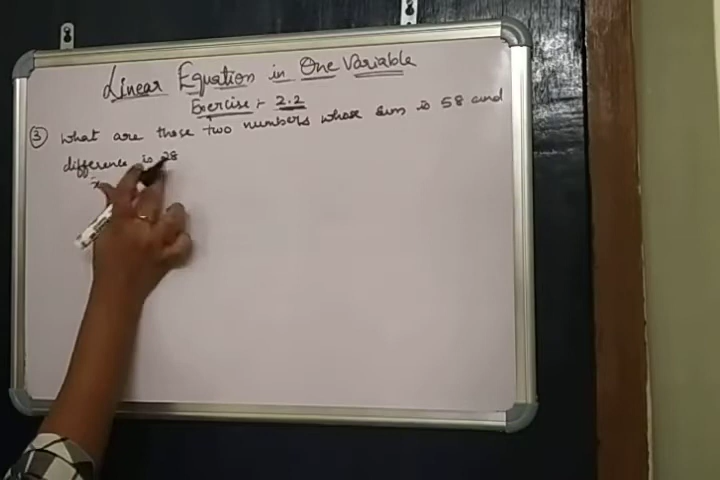 Linear Equation in One Variable
Exercise :- 2.2
③ What are those two numbers whose sum is 58 and
difference is 28
x